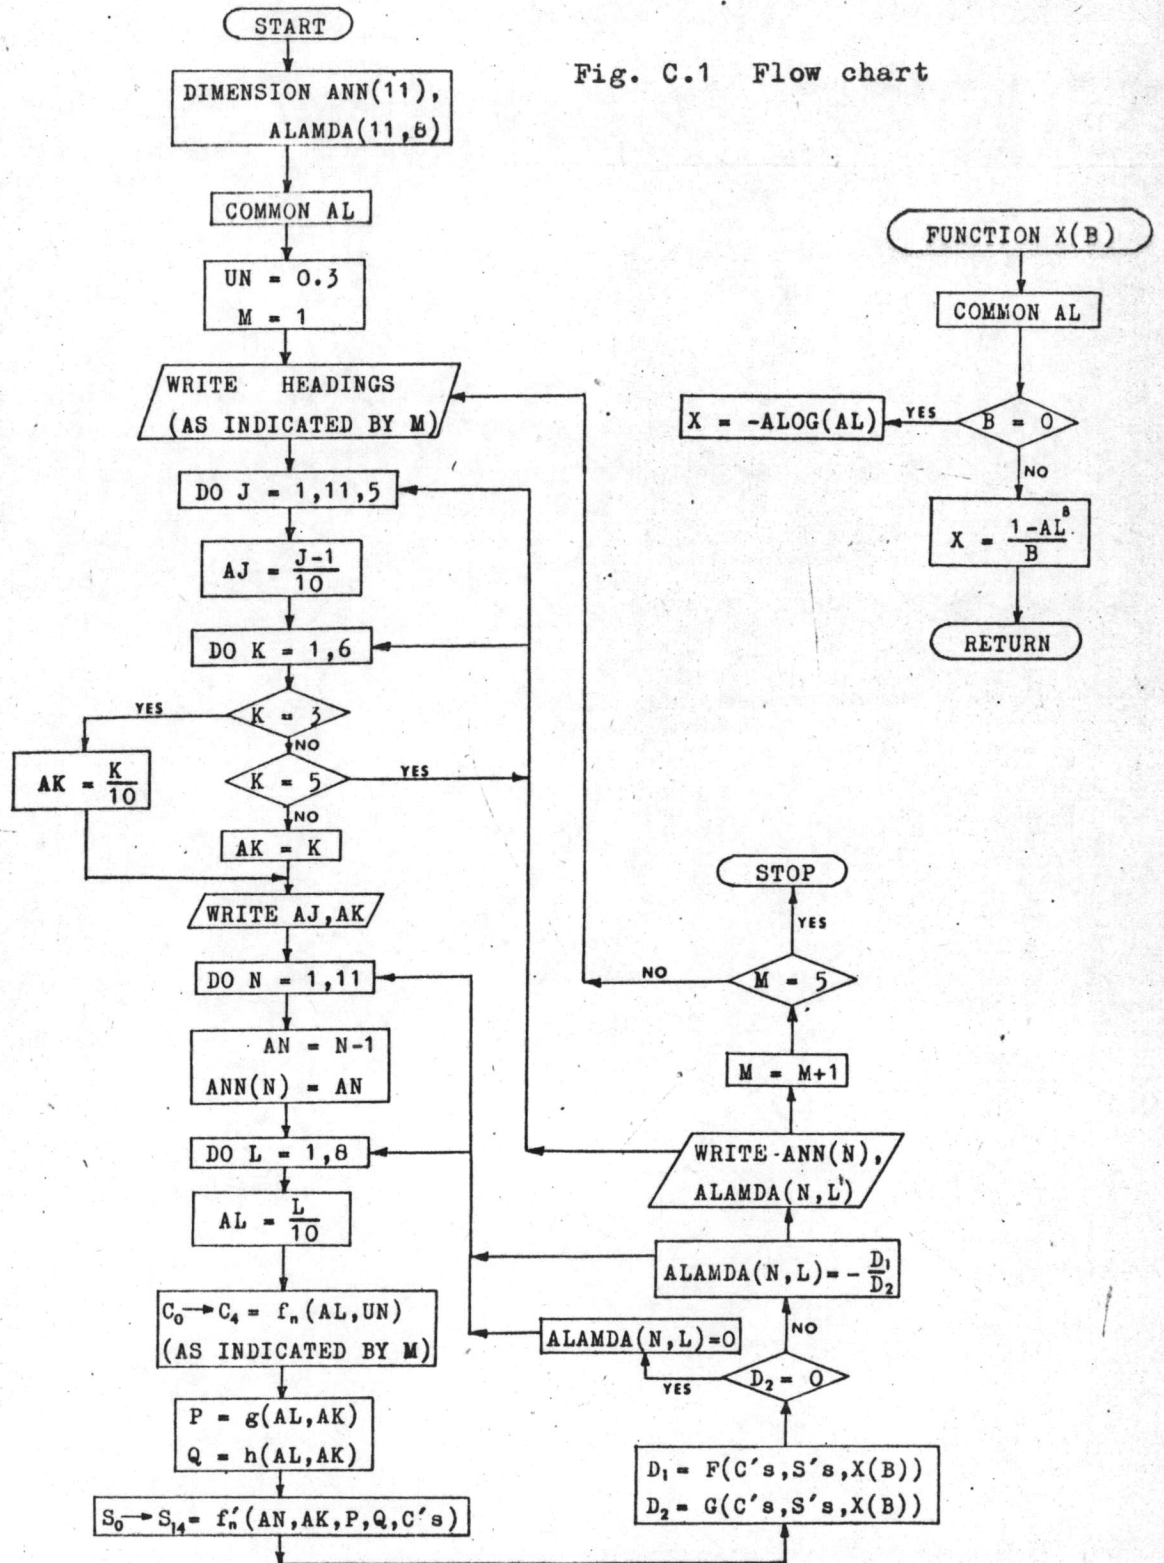 START
Fig. C.1 Flow chart
DIMENSION ANN(11),
ALAMDA(11,8)
COMMON AL
UN = 0.3
M = 1
WRITE HEADINGS
(AS INDICATED BY M)
DO J = 1,11,5
AJ = J-1
10
DO K = 1,6
K = 3
YES
NO
AK = K
10
K = 5
YES
NO
AK = K
WRITE AJ,AK
DO N = 1,11
AN = N-1
ANN(N) = AN
DO L = 1,8
AL = L
10
C₀→C₄ = fₙ(AL,UN)
(AS INDICATED BY M)
P = g(AL,AK)
Q = h(AL,AK)
S₀→S₁₄ = fₙ′(AN,AK,P,Q,C's)
FUNCTION X(B)
COMMON AL
B = 0
YES
X = -ALOG(AL)
NO
X = 1-AL^B
B
RETURN
STOP
YES
M = 5
NO
M = M+1
WRITE ANN(N),
ALAMDA(N,L)
ALAMDA(N,L) = - D₁
D₂
NO
ALAMDA(N,L)=0
YES
D₂ = 0
D₁ = F(C's,S's,X(B))
D₂ = G(C's,S's,X(B))